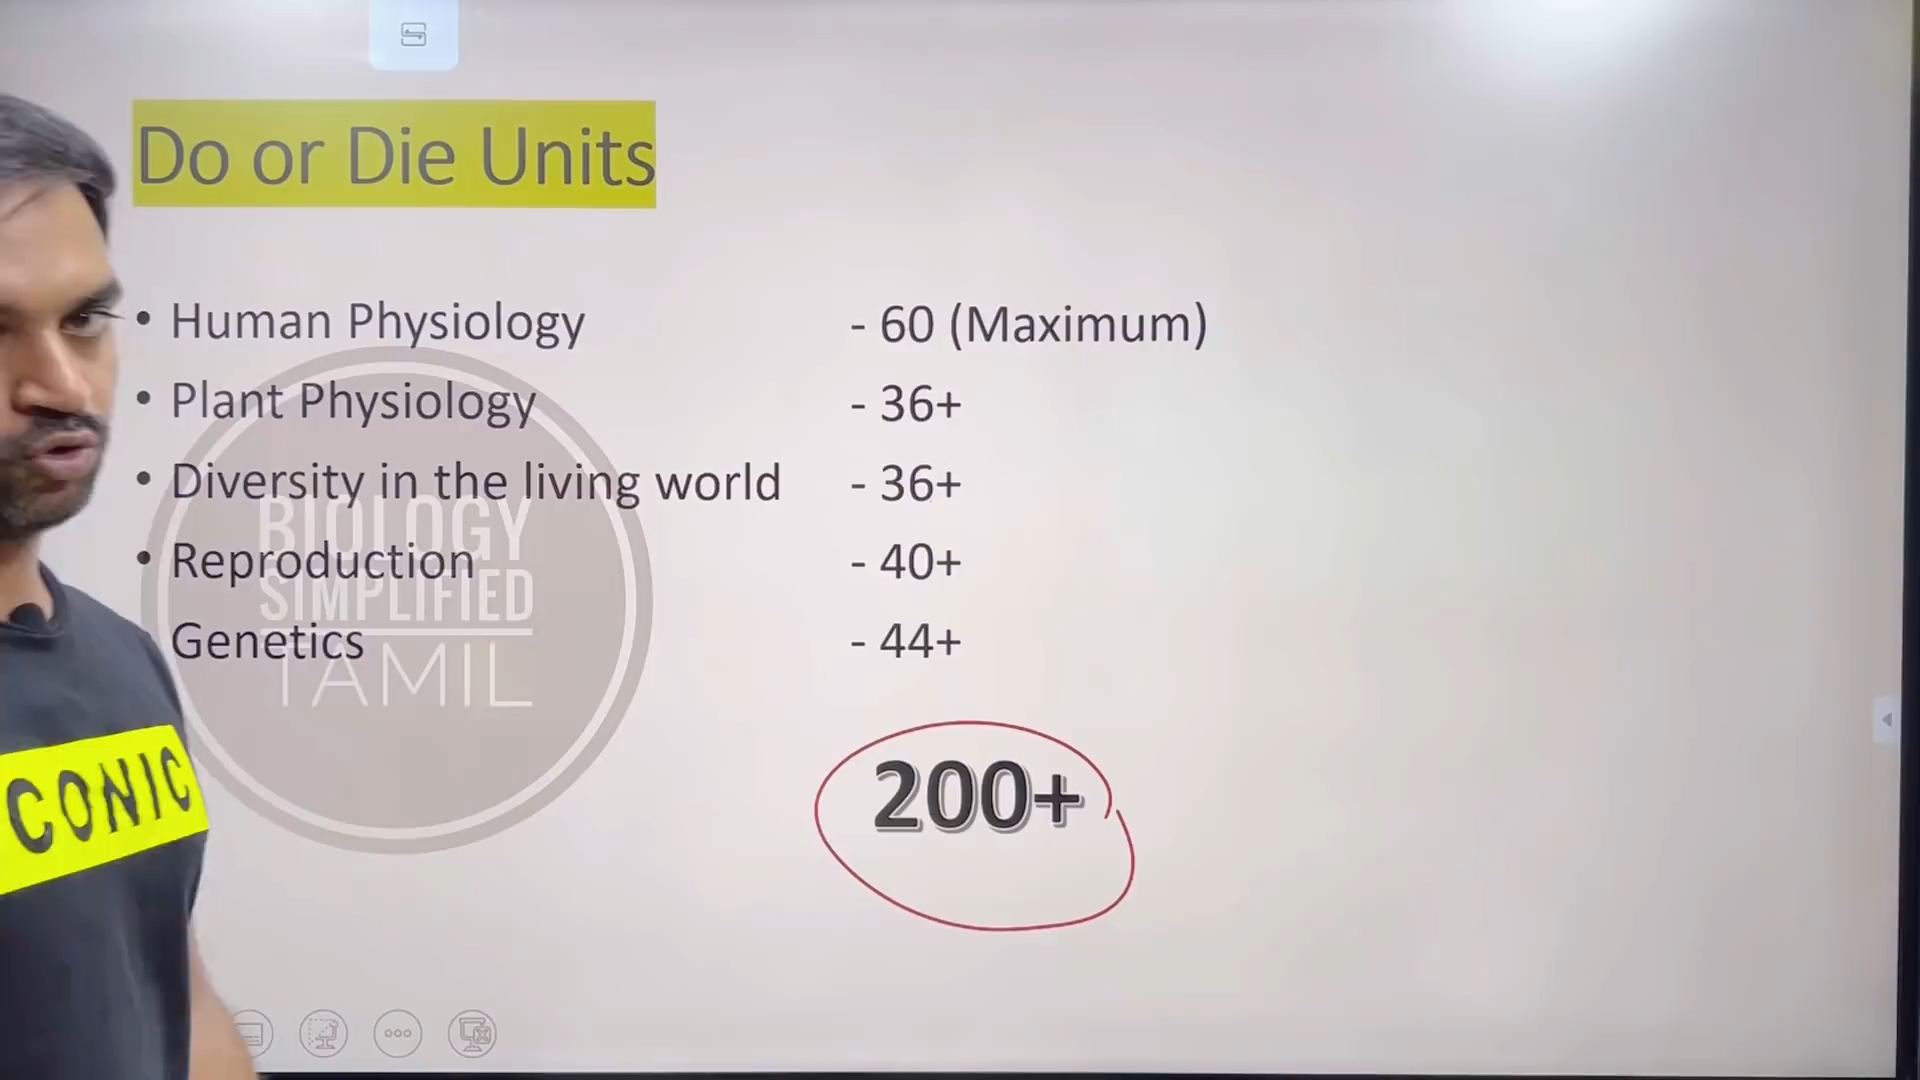 Do or Die Units
• Human Physiology - 60 (Maximum)
• Plant Physiology - 36+
• Diversity in the living world - 36+
• Reproduction - 40+
Genetics - 44+
200+
BIOLOGY
SIMPLIFIED
TAMIL
CONIC